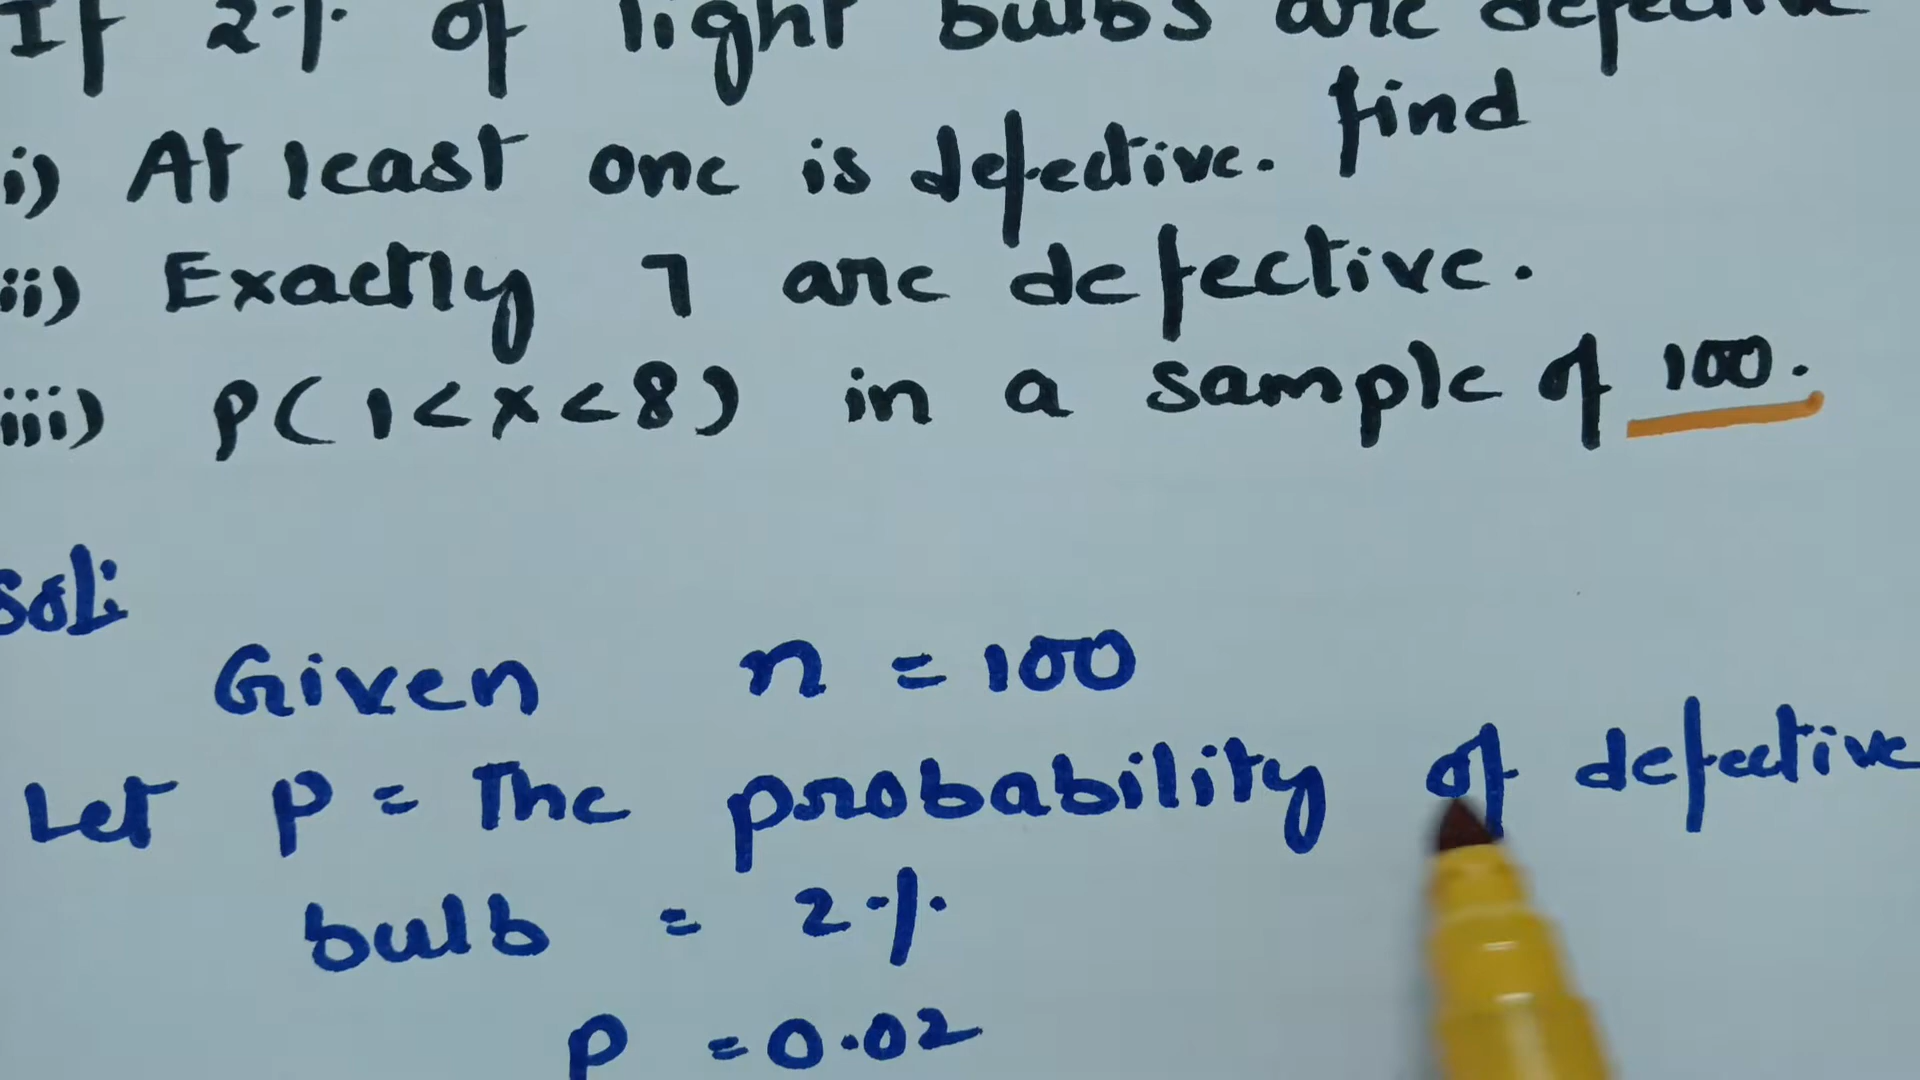 If 2% of light bulbs are defective
find
i) At least one is defective.
ii) Exactly 7 are defective.
iii) P(1<x<8) in a sample of 100.
Sol:
Given n = 100
Let P = The probability of defective
bulb = 2%
P = 0.02